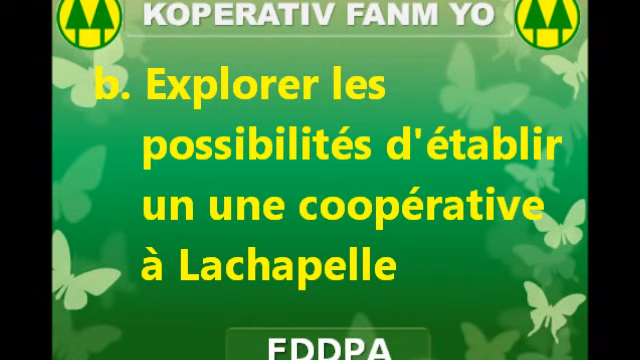 KOPERATIV FANM YO
b. Explorer les
possibilités d'établir
un une coopérative
à Lachapelle
FDDPA